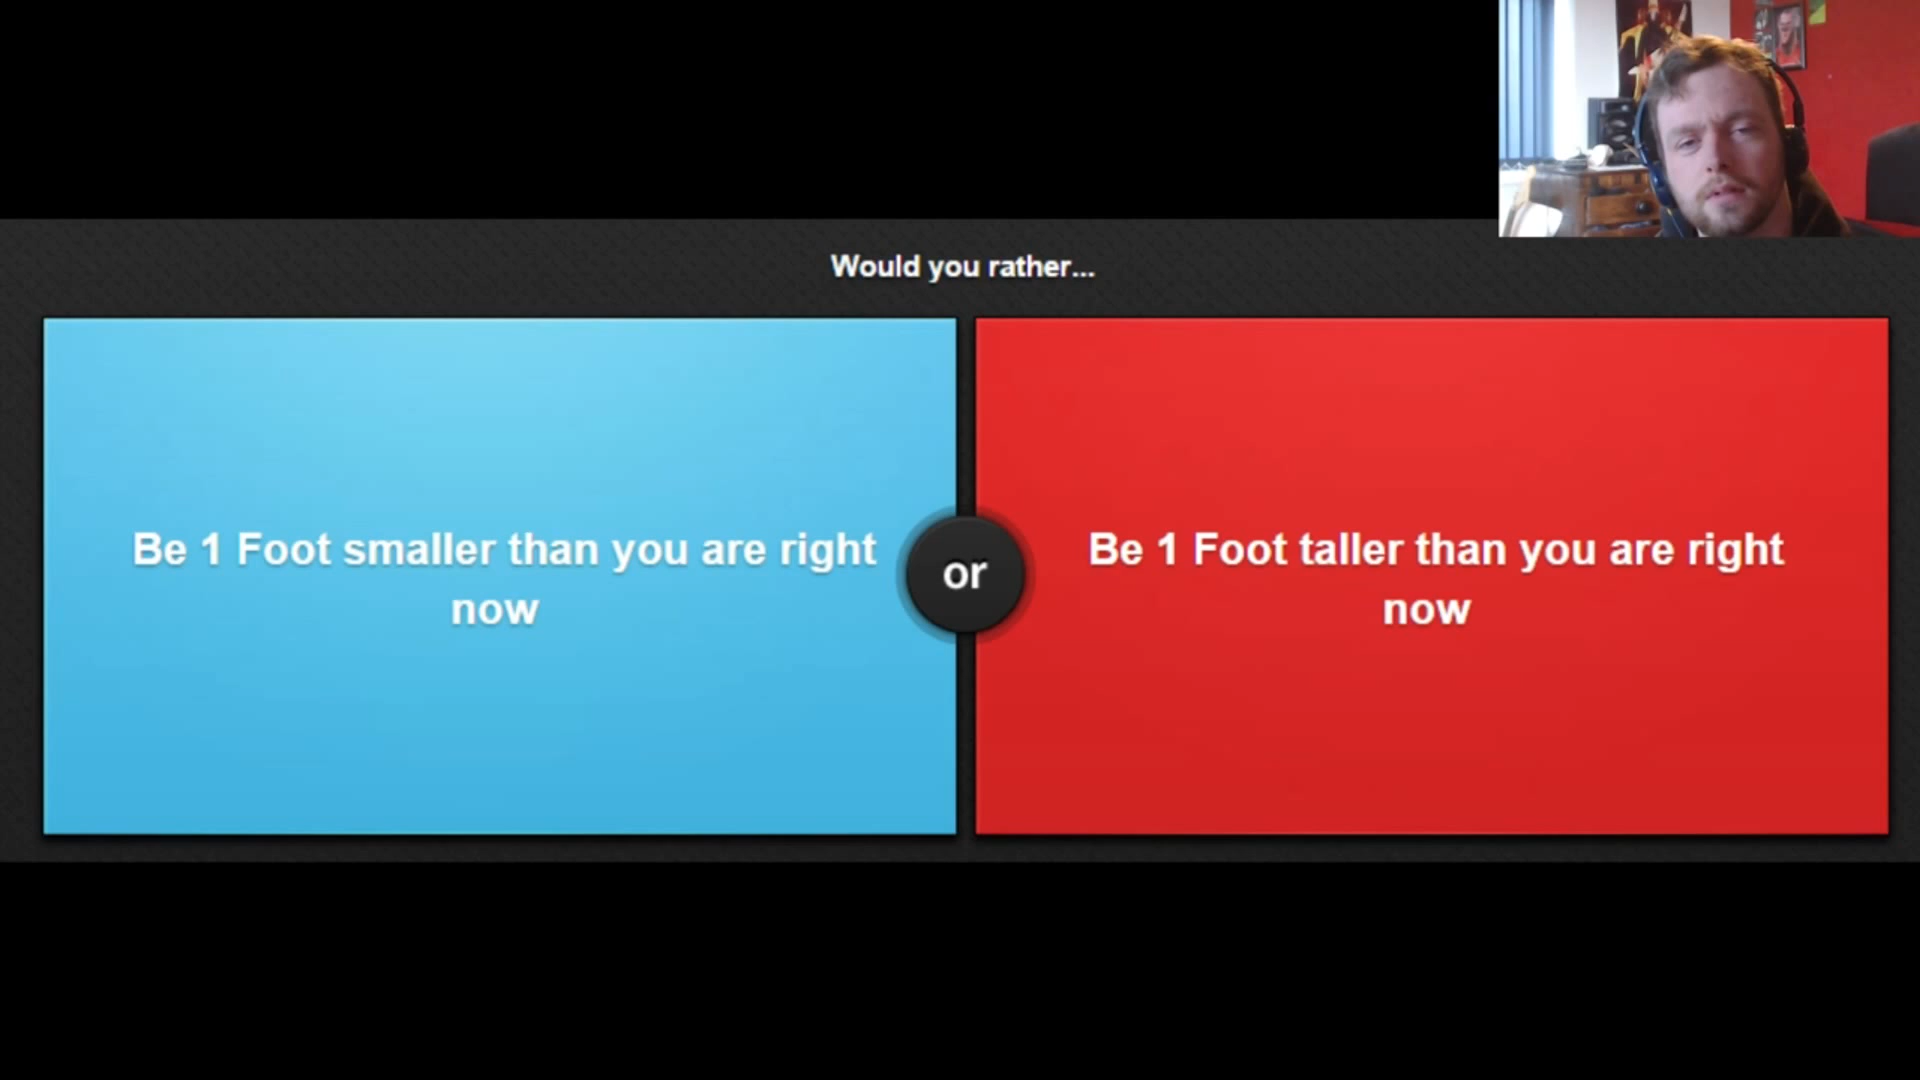 Would you rather...
Be 1 Foot smaller than you are right
now
or
Be 1 Foot taller than you are right
now